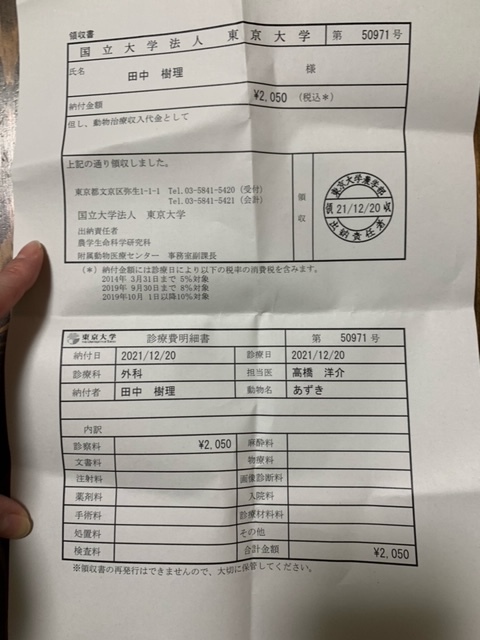 領収書
国立大学法人 東京大学 第 50971 号
氏名 田中 樹理 様
納付金額 ¥2,050 (税込*)
但し、動物治療収入代金として
上記の通り領収しました。
東京都文京区弥生1-1-1 Tel.03-5841-5420 (受付)
Tel.03-5841-5421 (会計)
国立大学法人 東京大学
出納責任者
農学生命科学研究科
附属動物医療センター 事務室副課長
領収
東京大学農学部
領 21/12/20 収
出納責任者
(*) 納付金額には診療日により以下の税率の消費税を含みます。
2014年 3月31日まで 5%対象
2019年 9月30日まで 8%対象
2019年10月 1日以降10%対象
東京大学 診療費明細書 第 50971 号
納付日 2021/12/20 診療日 2021/12/20
診療科 外科 担当医 高橋 洋介
納付者 田中 樹理 動物名 あずき
内訳
診察料 ¥2,050 麻酔料
文書料 物療料
注射料 画像診断料
薬剤料 入院料
手術料 診療材料料
処置料 その他
検査料 合計金額 ¥2,050
※領収書の再発行はできませんので、大切に保管してください。